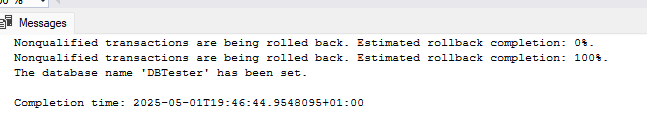 Messages
Nonqualified transactions are being rolled back. Estimated rollback completion: 0%.
Nonqualified transactions are being rolled back. Estimated rollback completion: 100%.
The database name 'DBTester' has been set.
Completion time: 2025-05-01T19:46:44.9548095+01:00